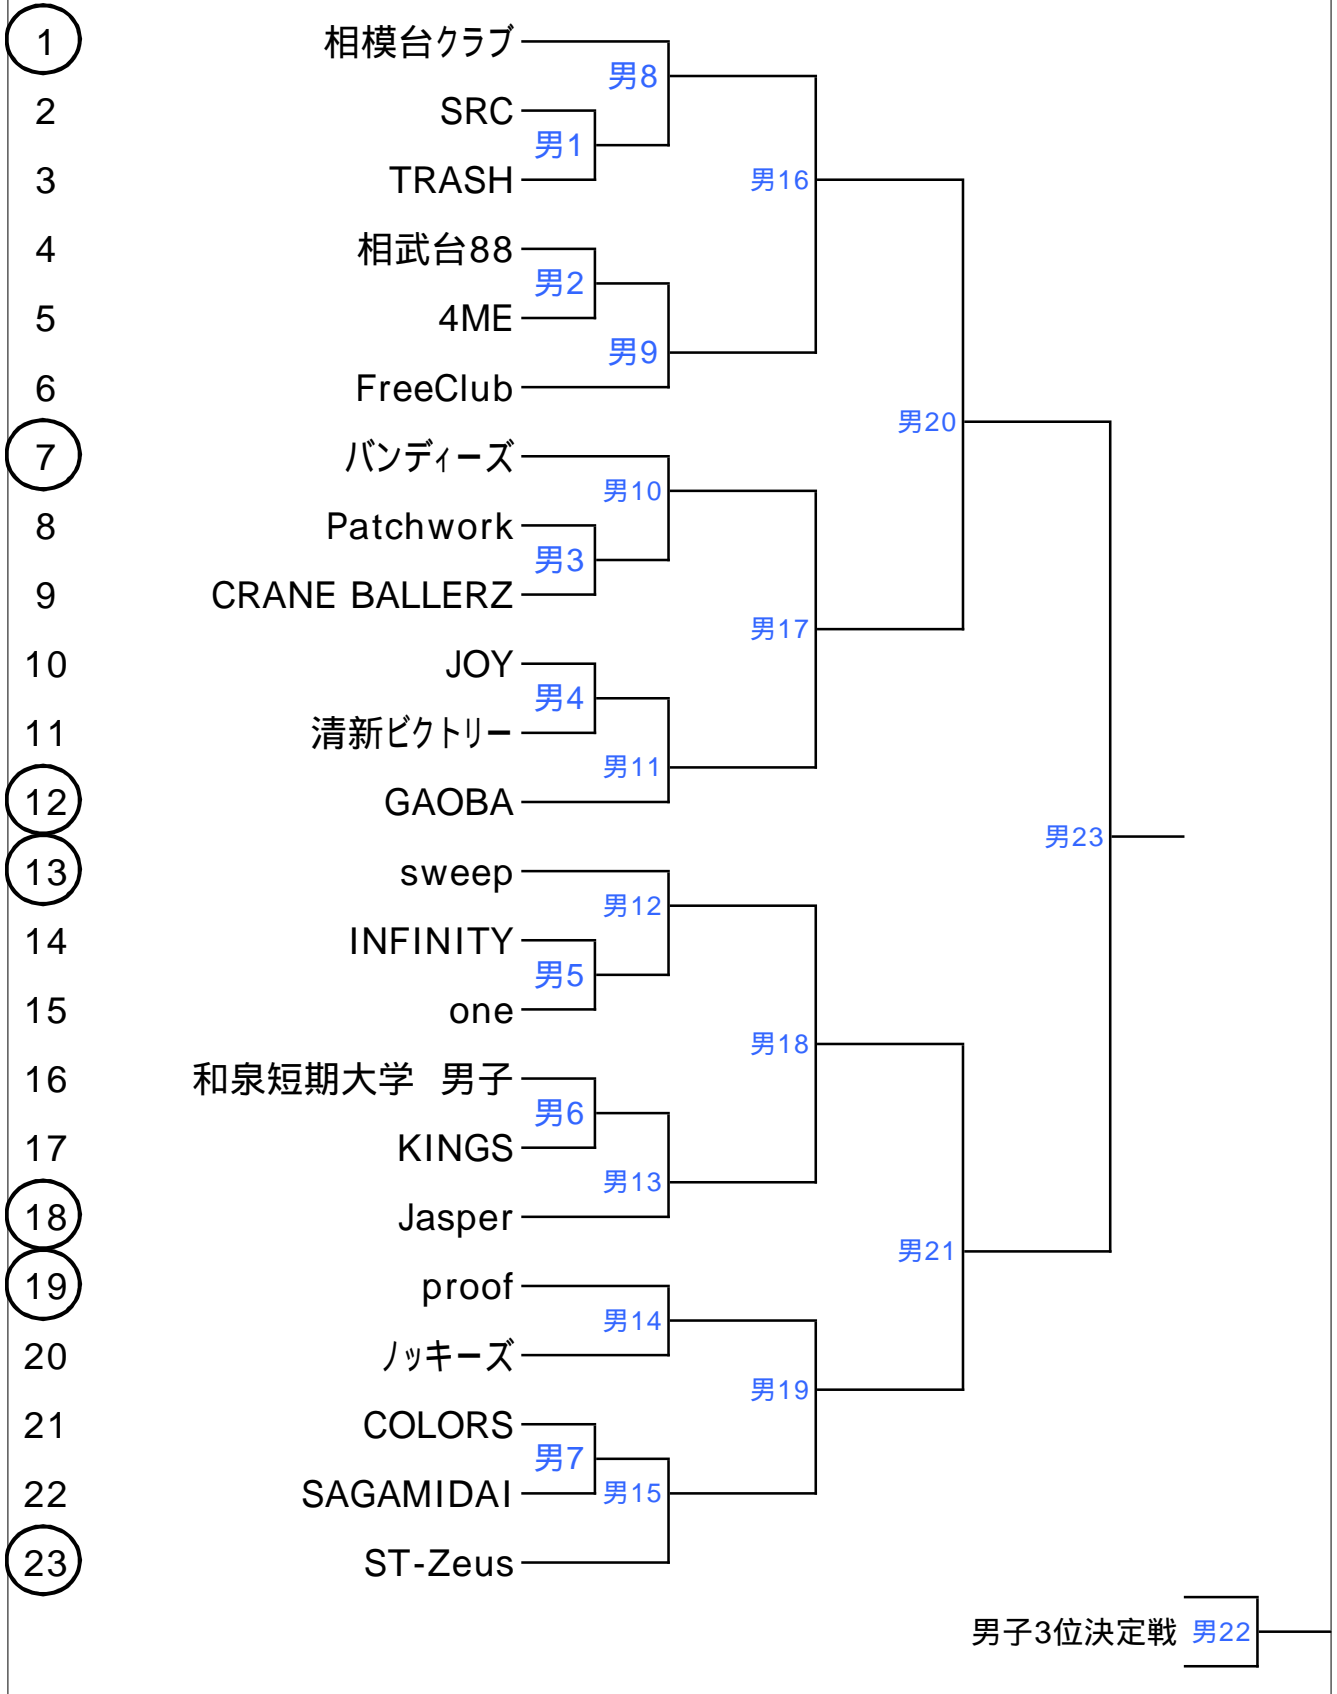 1 相模台クラブ
男8
2 SRC
男1
3 TRASH
男16
4 相武台88
男2
5 4ME
男9
6 FreeClub
男20
7 バンディーズ
男10
8 Patchwork
男3
9 CRANE BALLERZ
男17
10 JOY
男4
11 清新ビクトリー
男11
12 GAOBA
男23
13 sweep
男12
14 INFINITY
男5
15 one
男18
16 和泉短期大学　男子
男6
17 KINGS
男13
18 Jasper
男21
19 proof
男14
20 ノッキーズ
男19
21 COLORS
男7
22 SAGAMIDAI 男15
23 ST-Zeus
男子3位決定戦 男22